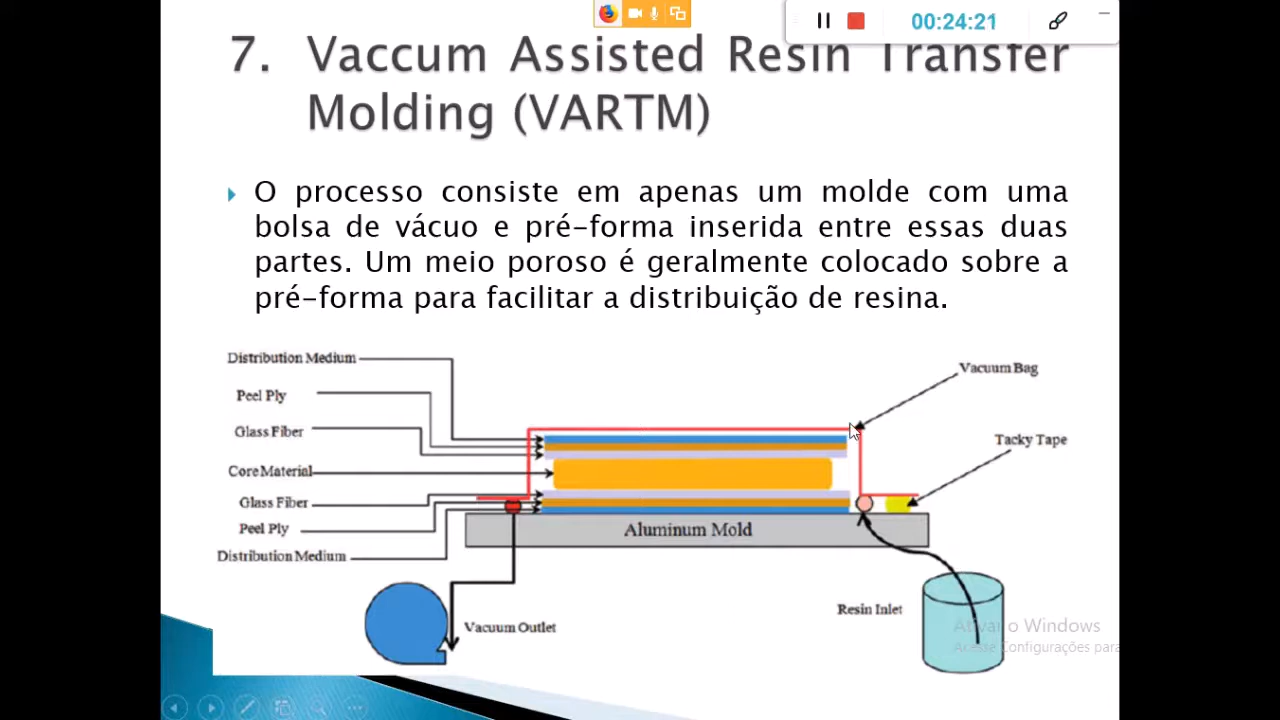 00:24:21
7. Vaccum Assisted Resin Transfer
Molding (VARTM)
O processo consiste em apenas um molde com uma
bolsa de vácuo e pré-forma inserida entre essas duas
partes. Um meio poroso é geralmente colocado sobre a
pré-forma para facilitar a distribuição de resina.
Distribution Medium
Peel Ply
Glass Fiber
Core Material
Glass Fiber
Peel Ply
Distribution Medium
Vacuum Bag
Tacky Tape
Aluminum Mold
Vacuum Outlet
Resin Inlet
Ativar o Windows
Acesse Configurações para